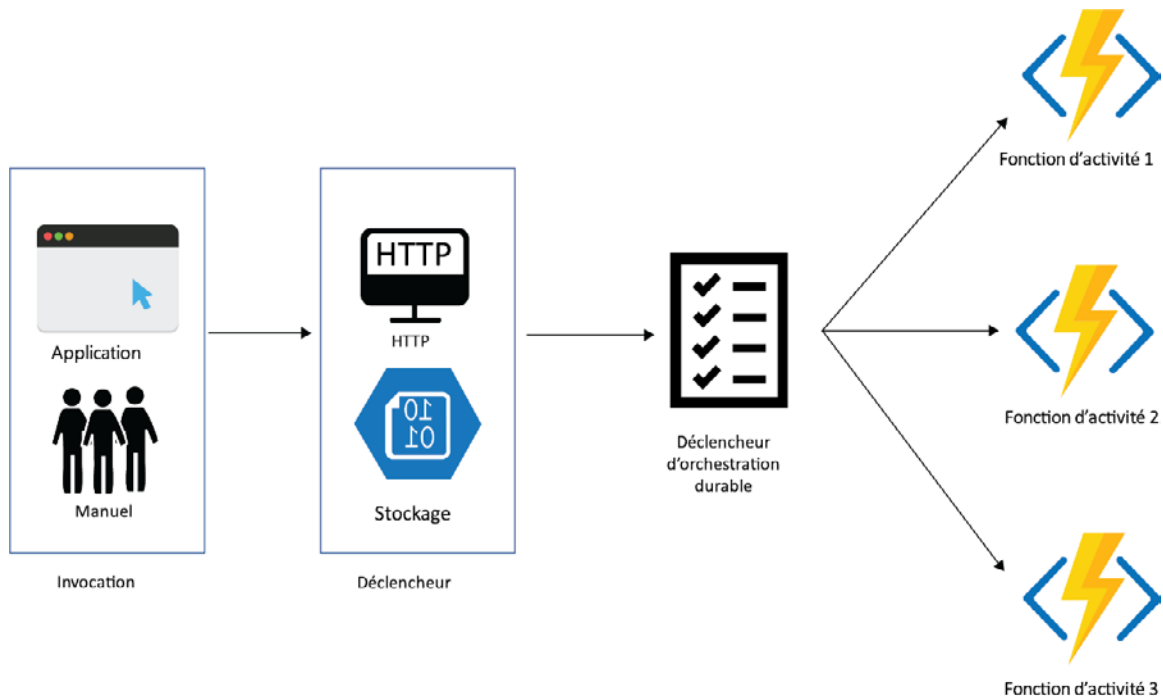 Fonction d'activité 1
HTTP
HTTP
Application
Manuel
Invocation
10
01
Stockage
Déclencheur
Déclencheur
d'orchestration
durable
Fonction d'activité 2
Fonction d'activité 3